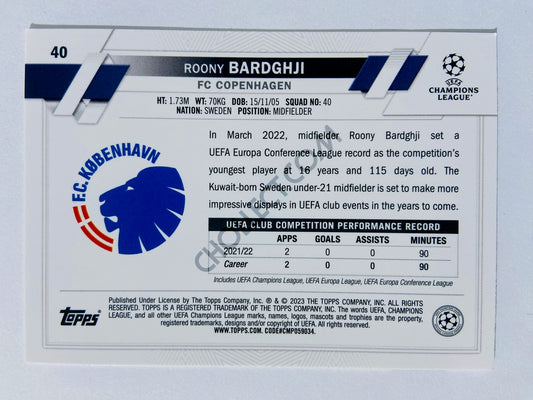 40
ROONY BARDGHJI
FC COPENHAGEN
HT: 1.73M WT: 70KG DOB: 15/11/05 SQUAD NO: 40
NATION: SWEDEN POSITION: MIDFIELDER
UEFA
CHAMPIONS
LEAGUE
F.C. KØBENHAVN
In March 2022, midfielder Roony Bardghji set a
UEFA Europa Conference League record as the competition's
youngest player at 16 years and 115 days old. The
Kuwait-born Sweden under-21 midfielder is set to make more
impressive displays in UEFA club events in the years to come.
UEFA CLUB COMPETITION PERFORMANCE RECORD
APPS GOALS ASSISTS MINUTES
2021/22 2 0 0 90
Career 2 0 0 90
Includes UEFA Champions League, UEFA Europa League, UEFA Europa Conference League
CHOLLECT.COM
Topps
Published Under License by The Topps Company, Inc. ® & © 2023 THE TOPPS COMPANY, INC. ALL RIGHTS
RESERVED. TOPPS IS A REGISTERED TRADEMARK OF THE TOPPS COMPANY, INC. The words UEFA, CHAMPIONS
LEAGUE, and all other UEFA Champions League marks, names, logos, mascots and trophies are the property,
registered trademarks, designs and/or copyright of UEFA. All rights reserved.
WWW.TOPPS.COM. CODE#CMP059034.